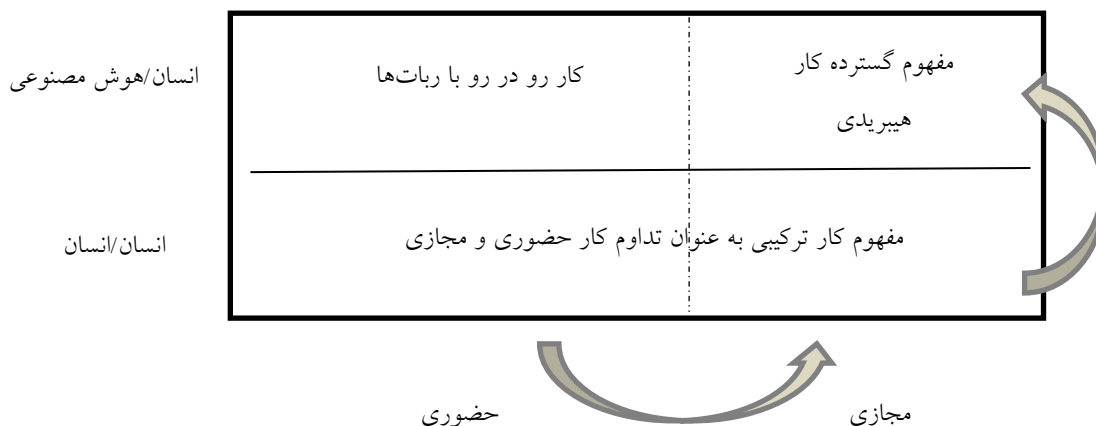 مفهوم گسترده کار
هیبریدی
کار رو در رو با ربات‌ها
انسان/هوش مصنوعی
مفهوم کار ترکیبی به عنوان تداوم کار حضوری و مجازی
انسان/انسان
مجازی
حضوری